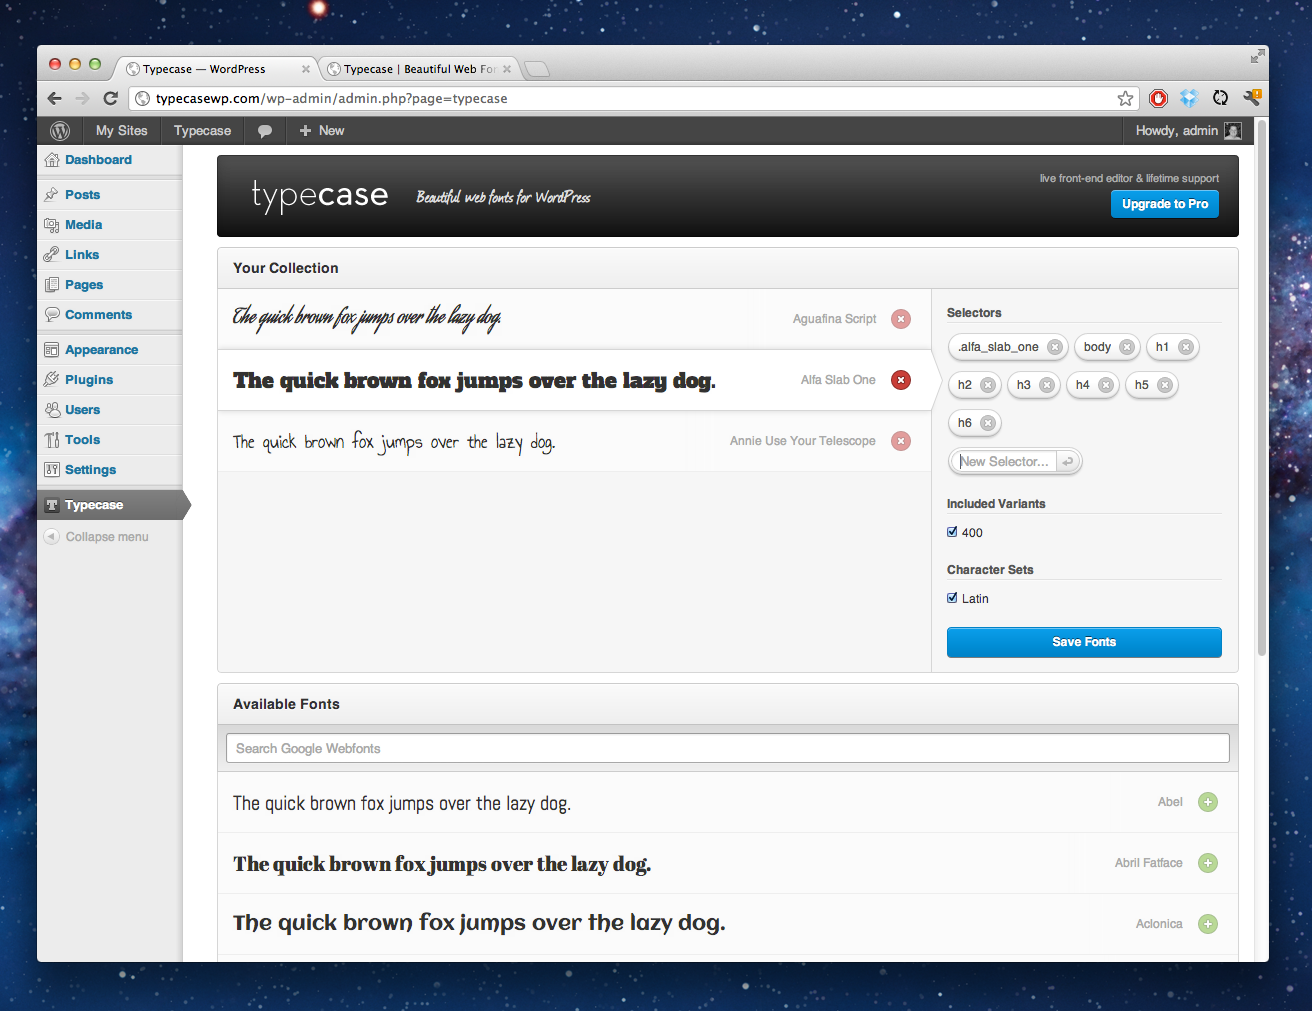 Typecase — WordPress
Typecase | Beautiful Web For
typecasewp.com/wp-admin/admin.php?page=typecase
My Sites Typecase + New Howdy, admin
Dashboard
Posts
Media
Links
Pages
Comments
Appearance
Plugins
Users
Tools
Settings
Typecase
Collapse menu
typecase Beautiful web fonts for WordPress
live front-end editor & lifetime support
Upgrade to Pro
Your Collection
The quick brown fox jumps over the lazy dog. Aguafina Script
The quick brown fox jumps over the lazy dog. Alfa Slab One
The quick brown fox jumps over the lazy dog. Annie Use Your Telescope
Selectors
.alfa_slab_one body h1
h2 h3 h4 h5
h6
New Selector...
Included Variants
400
Character Sets
Latin
Save Fonts
Available Fonts
Search Google Webfonts
The quick brown fox jumps over the lazy dog. Abel
The quick brown fox jumps over the lazy dog. Abril Fatface
The quick brown fox jumps over the lazy dog. Aclonica